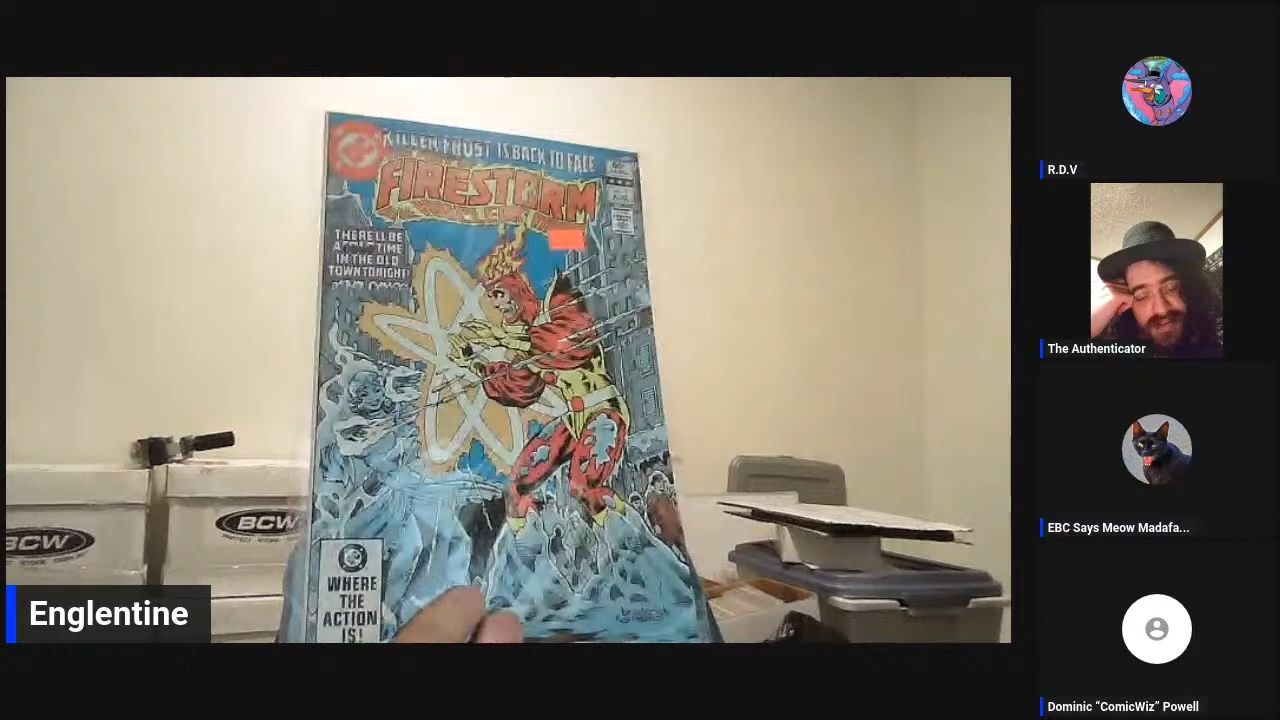 KILLER FROST IS BACK TO FACE
FIRESTORM
THERE'LL BE
A COLD TIME
IN THE OLD
TOWN TONIGHT!
BCW
BCW
WHERE
THE
ACTION
IS!
Englentine
R.D.V
The Authenticator
EBC Says Meow Madafa...
Dominic “ComicWiz” Powell